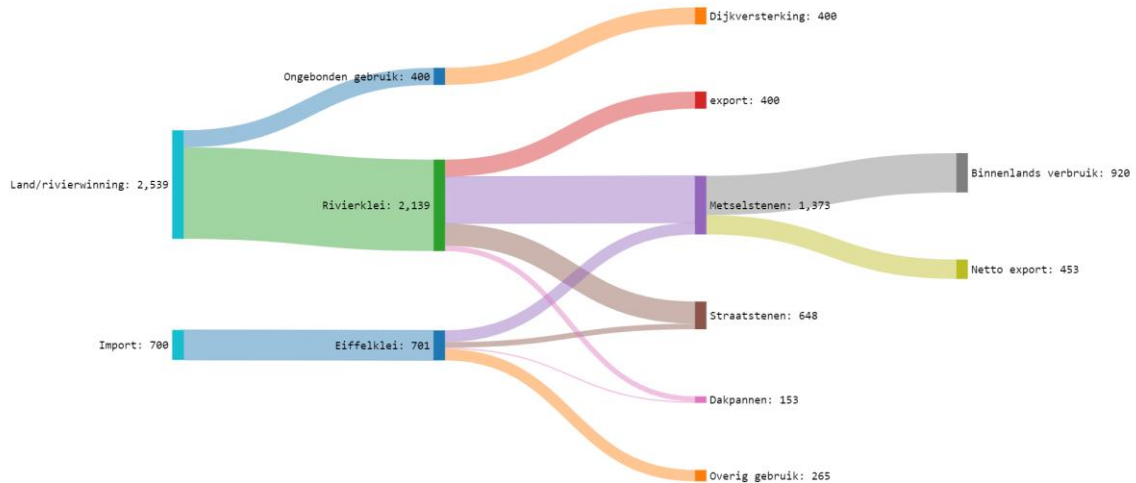 Dijkversterking: 400
Ongebonden gebruik: 400
export: 400
Land/rivierwinning: 2,539
Rivierklei: 2,139
Metselstenen: 1,373
Binnenlands verbruik: 920
Netto export: 453
Straatstenen: 648
Import: 700
Eiffelklei: 701
Dakpannen: 153
Overig gebruik: 265